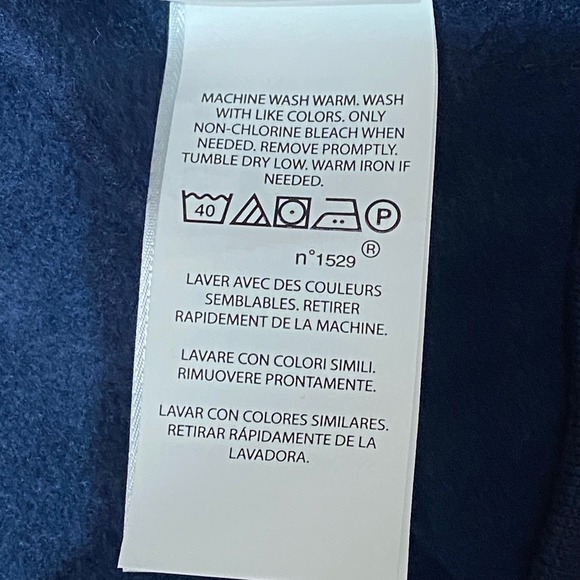 MACHINE WASH WARM. WASH
WITH LIKE COLORS. ONLY
NON-CHLORINE BLEACH WHEN
NEEDED. REMOVE PROMPTLY.
TUMBLE DRY LOW. WARM IRON IF
NEEDED.
40 P
n°1529 ®
LAVER AVEC DES COULEURS
SEMBLABLES. RETIRER
RAPIDEMENT DE LA MACHINE.
LAVARE CON COLORI SIMILI.
RIMUOVERE PRONTAMENTE.
LAVAR CON COLORES SIMILARES.
RETIRAR RÁPIDAMENTE DE LA
LAVADORA.